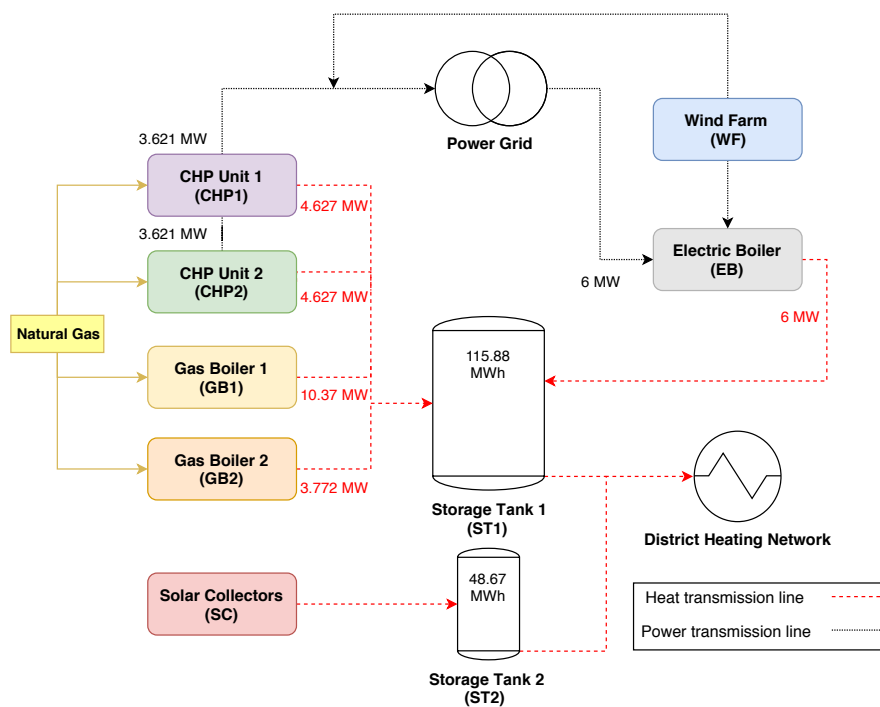 3.621 MW
Power Grid
Wind Farm
(WF)
CHP Unit 1
(CHP1)
4.627 MW
3.621 MW
CHP Unit 2
(CHP2)
4.627 MW
Electric Boiler
(EB)
6 MW
6 MW
Natural Gas
Gas Boiler 1
(GB1)
10.37 MW
115.88
MWh
Gas Boiler 2
(GB2)
3.772 MW
Storage Tank 1
(ST1)
District Heating Network
Solar Collectors
(SC)
48.67
MWh
Storage Tank 2
(ST2)
Heat transmission line
Power transmission line